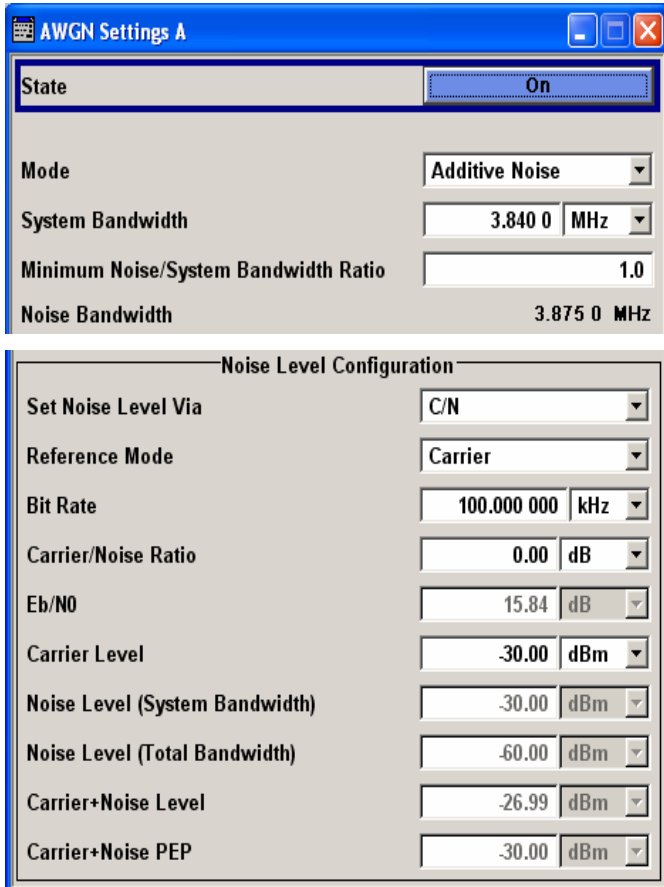 AWGN Settings A
State On
Mode Additive Noise
System Bandwidth 3.840 0 MHz
Minimum Noise/System Bandwidth Ratio 1.0
Noise Bandwidth 3.875 0 MHz
Noise Level Configuration
Set Noise Level Via C/N
Reference Mode Carrier
Bit Rate 100.000 000 kHz
Carrier/Noise Ratio 0.00 dB
Eb/N0 15.84 dB
Carrier Level -30.00 dBm
Noise Level (System Bandwidth) -30.00 dBm
Noise Level (Total Bandwidth) -60.00 dBm
Carrier+Noise Level -26.99 dBm
Carrier+Noise PEP -30.00 dBm